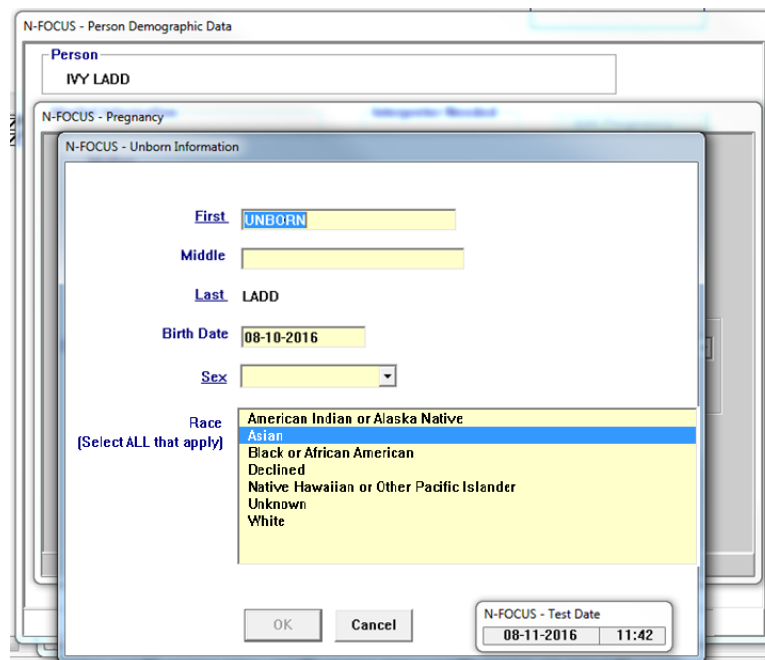 N-FOCUS - Person Demographic Data
Person
IVY LADD
N-FOCUS - Pregnancy
Interpreter Needed
N-FOCUS - Unborn Information
First UNBORN
Middle
Last LADD
Birth Date 08-10-2016
Sex
Race
(Select ALL that apply)
American Indian or Alaska Native
Asian
Black or African American
Declined
Native Hawaiian or Other Pacific Islander
Unknown
White
OK Cancel
N-FOCUS - Test Date
08-11-2016 11:42